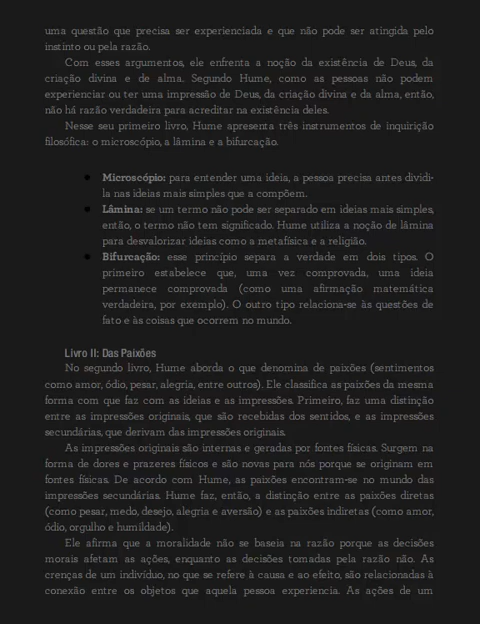 uma questão que precisa ser experienciada e que não pode ser atingida pelo
instinto ou pela razão.
Com esses argumentos, ele enfrenta a noção da existência de Deus, da
criação divina e de alma. Segundo Hume, como as pessoas não podem
experienciar ou ter uma impressão de Deus, da criação divina e da alma, então,
não há razão verdadeira para acreditar na existência deles.
Nesse seu primeiro livro, Hume apresenta três instrumentos de inquirição
filosófica: o microscópio, a lâmina e a bifurcação.
● Microscópio: para entender uma ideia, a pessoa precisa antes dividi-
la nas ideias mais simples que a compõem.
● Lâmina: se um termo não pode ser separado em ideias mais simples,
então, o termo não tem significado. Hume utiliza a noção de lâmina
para desvalorizar ideias como a metafísica e a religião.
● Bifurcação: esse princípio separa a verdade em dois tipos. O
primeiro estabelece que, uma vez comprovada, uma ideia
permanece comprovada (como uma afirmação matemática
verdadeira, por exemplo). O outro tipo relaciona-se às questões de
fato e às coisas que ocorrem no mundo.
Livro II: Das Paixões
No segundo livro, Hume aborda o que denomina de paixões (sentimentos
como amor, ódio, pesar, alegria, entre outros). Ele classifica as paixões da mesma
forma com que faz com as ideias e as impressões. Primeiro, faz uma distinção
entre as impressões originais, que são recebidas dos sentidos, e as impressões
secundárias, que derivam das impressões originais.
As impressões originais são internas e geradas por fontes físicas. Surgem na
forma de dores e prazeres físicos e são novas para nós porque se originam em
fontes físicas. De acordo com Hume, as paixões encontram-se no mundo das
impressões secundárias. Hume faz, então, a distinção entre as paixões diretas
(como pesar, medo, desejo, alegria e aversão) e as paixões indiretas (como amor,
ódio, orgulho e humildade).
Ele afirma que a moralidade não se baseia na razão porque as decisões
morais afetam as ações, enquanto as decisões tomadas pela razão não. As
crenças de um indivíduo, no que se refere à causa e ao efeito, são relacionadas à
conexão entre os objetos que aquela pessoa experiencia. As ações de um